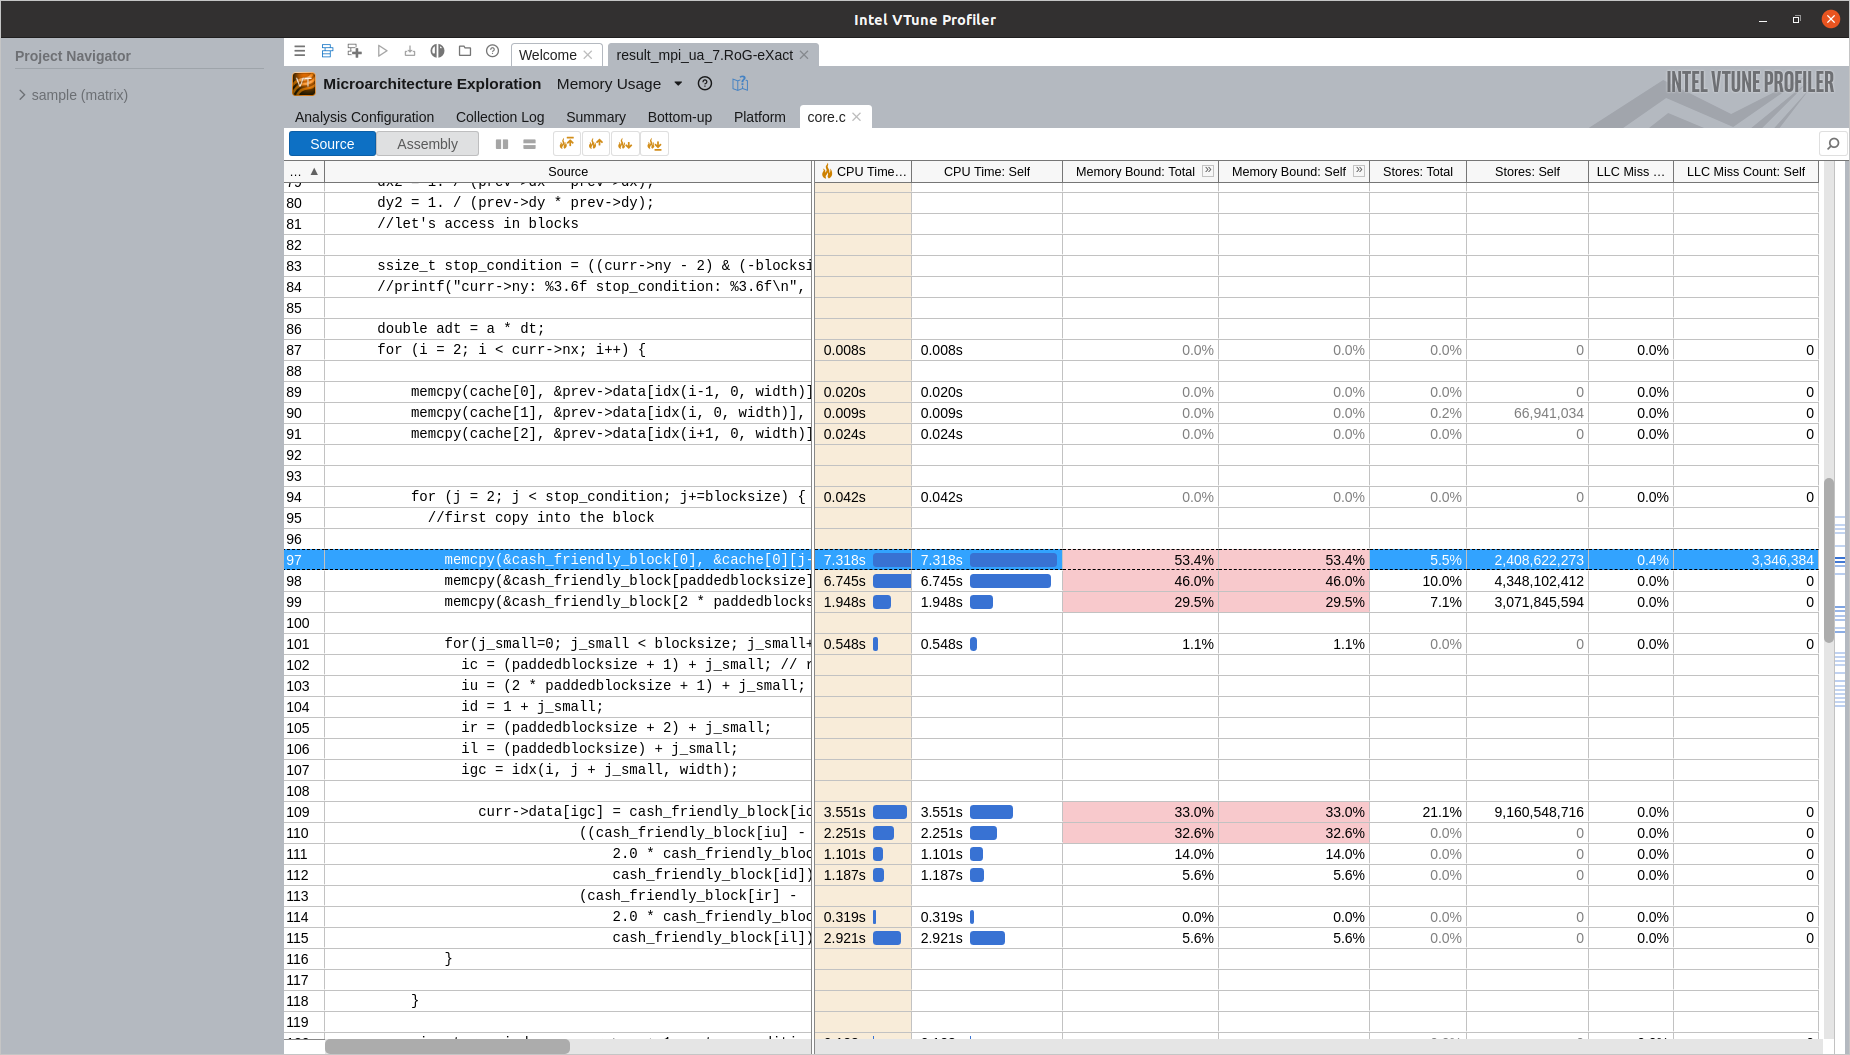 Intel VTune Profiler
Project Navigator
sample (matrix)
Welcome
result_mpi_ua_7.RoG-eXact
Microarchitecture Exploration Memory Usage
INTEL VTUNE PROFILER
Analysis Configuration Collection Log Summary Bottom-up Platform core.c
Source Assembly
... ▲ Source CPU Time... CPU Time: Self Memory Bound: Total Memory Bound: Self Stores: Total Stores: Self LLC Miss ... LLC Miss Count: Self
79 dx2 = 1. / (prev->dx * prev->dx);
80 dy2 = 1. / (prev->dy * prev->dy);
81 //let's access in blocks
82
83 ssize_t stop_condition = ((curr->ny - 2) & (-blocksi
84 //printf("curr->ny: %3.6f stop_condition: %3.6f\n",
85
86 double adt = a * dt;
87 for (i = 2; i < curr->nx; i++) { 0.008s 0.008s 0.0% 0.0% 0.0% 0 0.0% 0
88
89 memcpy(cache[0], &prev->data[idx(i-1, 0, width)] 0.020s 0.020s 0.0% 0.0% 0.0% 0 0.0% 0
90 memcpy(cache[1], &prev->data[idx(i, 0, width)], 0.009s 0.009s 0.0% 0.0% 0.2% 66,941,034 0.0% 0
91 memcpy(cache[2], &prev->data[idx(i+1, 0, width)] 0.024s 0.024s 0.0% 0.0% 0.0% 0 0.0% 0
92
93
94 for (j = 2; j < stop_condition; j+=blocksize) { 0.042s 0.042s 0.0% 0.0% 0.0% 0 0.0% 0
95 //first copy into the block
96
97 memcpy(&cash_friendly_block[0], &cache[0][j- 7.318s 7.318s 53.4% 53.4% 5.5% 2,408,622,273 0.4% 3,346,384
98 memcpy(&cash_friendly_block[paddedblocksize] 6.745s 6.745s 46.0% 46.0% 10.0% 4,348,102,412 0.0% 0
99 memcpy(&cash_friendly_block[2 * paddedblocks 1.948s 1.948s 29.5% 29.5% 7.1% 3,071,845,594 0.0% 0
100
101 for(j_small=0; j_small < blocksize; j_small+ 0.548s 0.548s 1.1% 1.1% 0.0% 0 0.0% 0
102 ic = (paddedblocksize + 1) + j_small; // r
103 iu = (2 * paddedblocksize + 1) + j_small;
104 id = 1 + j_small;
105 ir = (paddedblocksize + 2) + j_small;
106 il = (paddedblocksize) + j_small;
107 igc = idx(i, j + j_small, width);
108
109 curr->data[igc] = cash_friendly_block[ic 3.551s 3.551s 33.0% 33.0% 21.1% 9,160,548,716 0.0% 0
110 ((cash_friendly_block[iu] - 2.251s 2.251s 32.6% 32.6% 0.0% 0 0.0% 0
111 2.0 * cash_friendly_bloc 1.101s 1.101s 14.0% 14.0% 0.0% 0 0.0% 0
112 cash_friendly_block[id]) 1.187s 1.187s 5.6% 5.6% 0.0% 0 0.0% 0
113 (cash_friendly_block[ir] -
114 2.0 * cash_friendly_bloc 0.319s 0.319s 0.0% 0.0% 0.0% 0 0.0% 0
115 cash_friendly_block[il]) 2.921s 2.921s 5.6% 5.6% 0.0% 0 0.0% 0
116 }
117
118 }
119